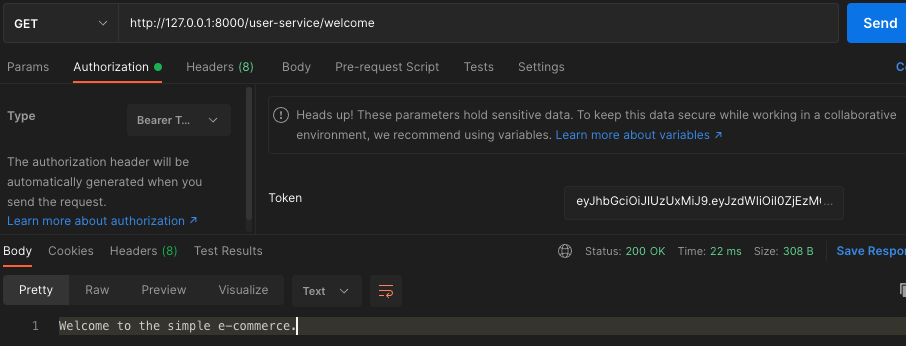 GET http://127.0.0.1:8000/user-service/welcome Send
Params Authorization Headers (8) Body Pre-request Script Tests Settings
Type
Bearer T...
The authorization header will be
automatically generated when you
send the request.
Learn more about authorization ↗
Heads up! These parameters hold sensitive data. To keep this data secure while working in a collaborative
environment, we recommend using variables. Learn more about variables ↗
Token
Body Cookies Headers (8) Test Results Status: 200 OK Time: 22 ms Size: 308 B Save Respo
Pretty Raw Preview Visualize Text
1 Welcome to the simple e-commerce.